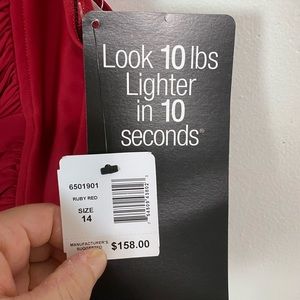 Look 10 lbs
Lighter
in 10
seconds®
6501901
RUBY RED
SIZE
14
MANUFACTURER'S
SUGGESTED
$158.00